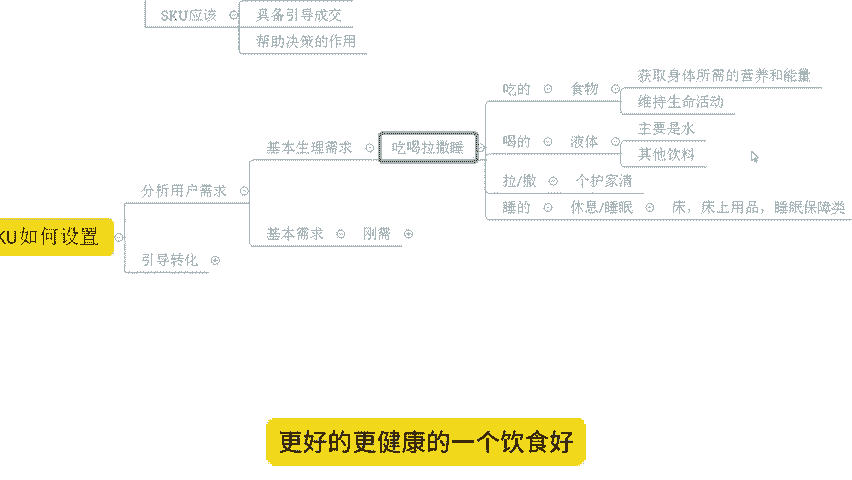 SKU应该
具备引导成交
帮助决策的作用
KU如何设置
分析用户需求
基本生理需求
吃喝拉撒睡
吃的
食物
获取身体所需的营养和能量
维持生命活动
喝的
液体
主要是水
其他饮料
拉/撒
个护家清
睡的
休息/睡眠
床，床上用品，睡眠保障类
基本需求
刚需
引导转化
更好的更健康的一个饮食好